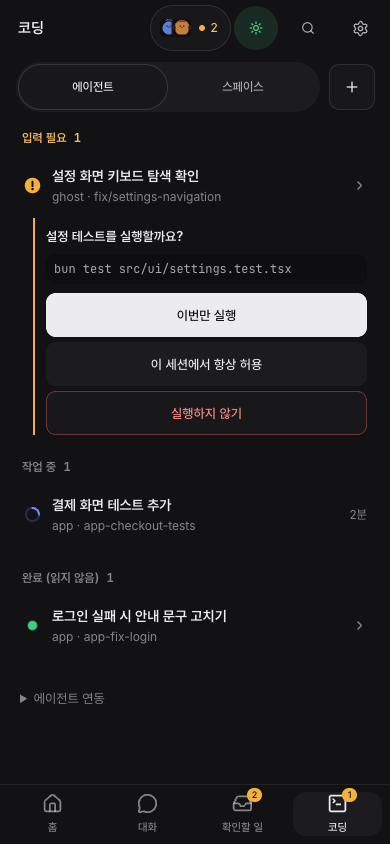 코딩
2
에이전트
스페이스
입력 필요 1
설정 화면 키보드 탐색 확인
ghost · fix/settings-navigation
설정 테스트를 실행할까요?
bun test src/ui/settings.test.tsx
이번만 실행
이 세션에서 항상 허용
실행하지 않기
작업 중 1
결제 화면 테스트 추가
app · app-checkout-tests
2분
완료 (읽지 않음) 1
로그인 실패 시 안내 문구 고치기
app · app-fix-login
에이전트 연동
2
1
홈
대화
확인할 일
코딩